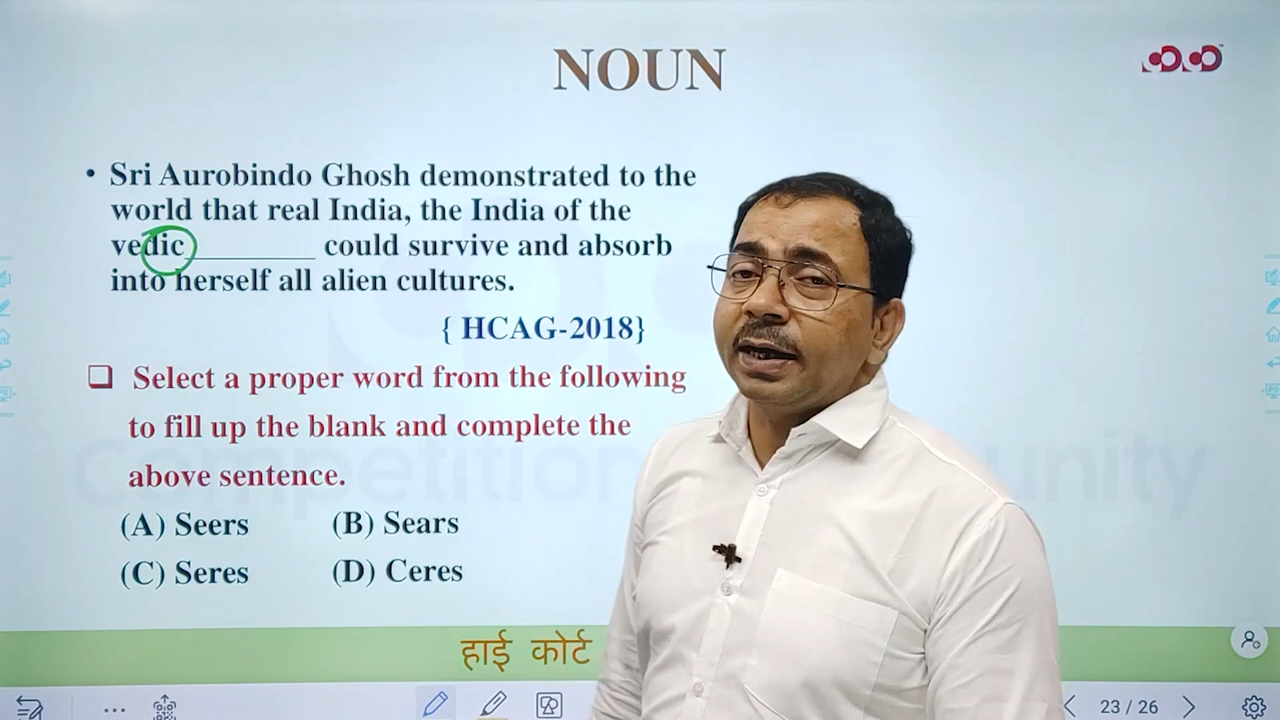 NOUN
• Sri Aurobindo Ghosh demonstrated to the
world that real India, the India of the
vedic ________ could survive and absorb
into herself all alien cultures.
{ HCAG-2018}
❑ Select a proper word from the following
to fill up the blank and complete the
above sentence.
(A) Seers (B) Sears
(C) Seres (D) Ceres
हाई कोर्ट
23 / 26